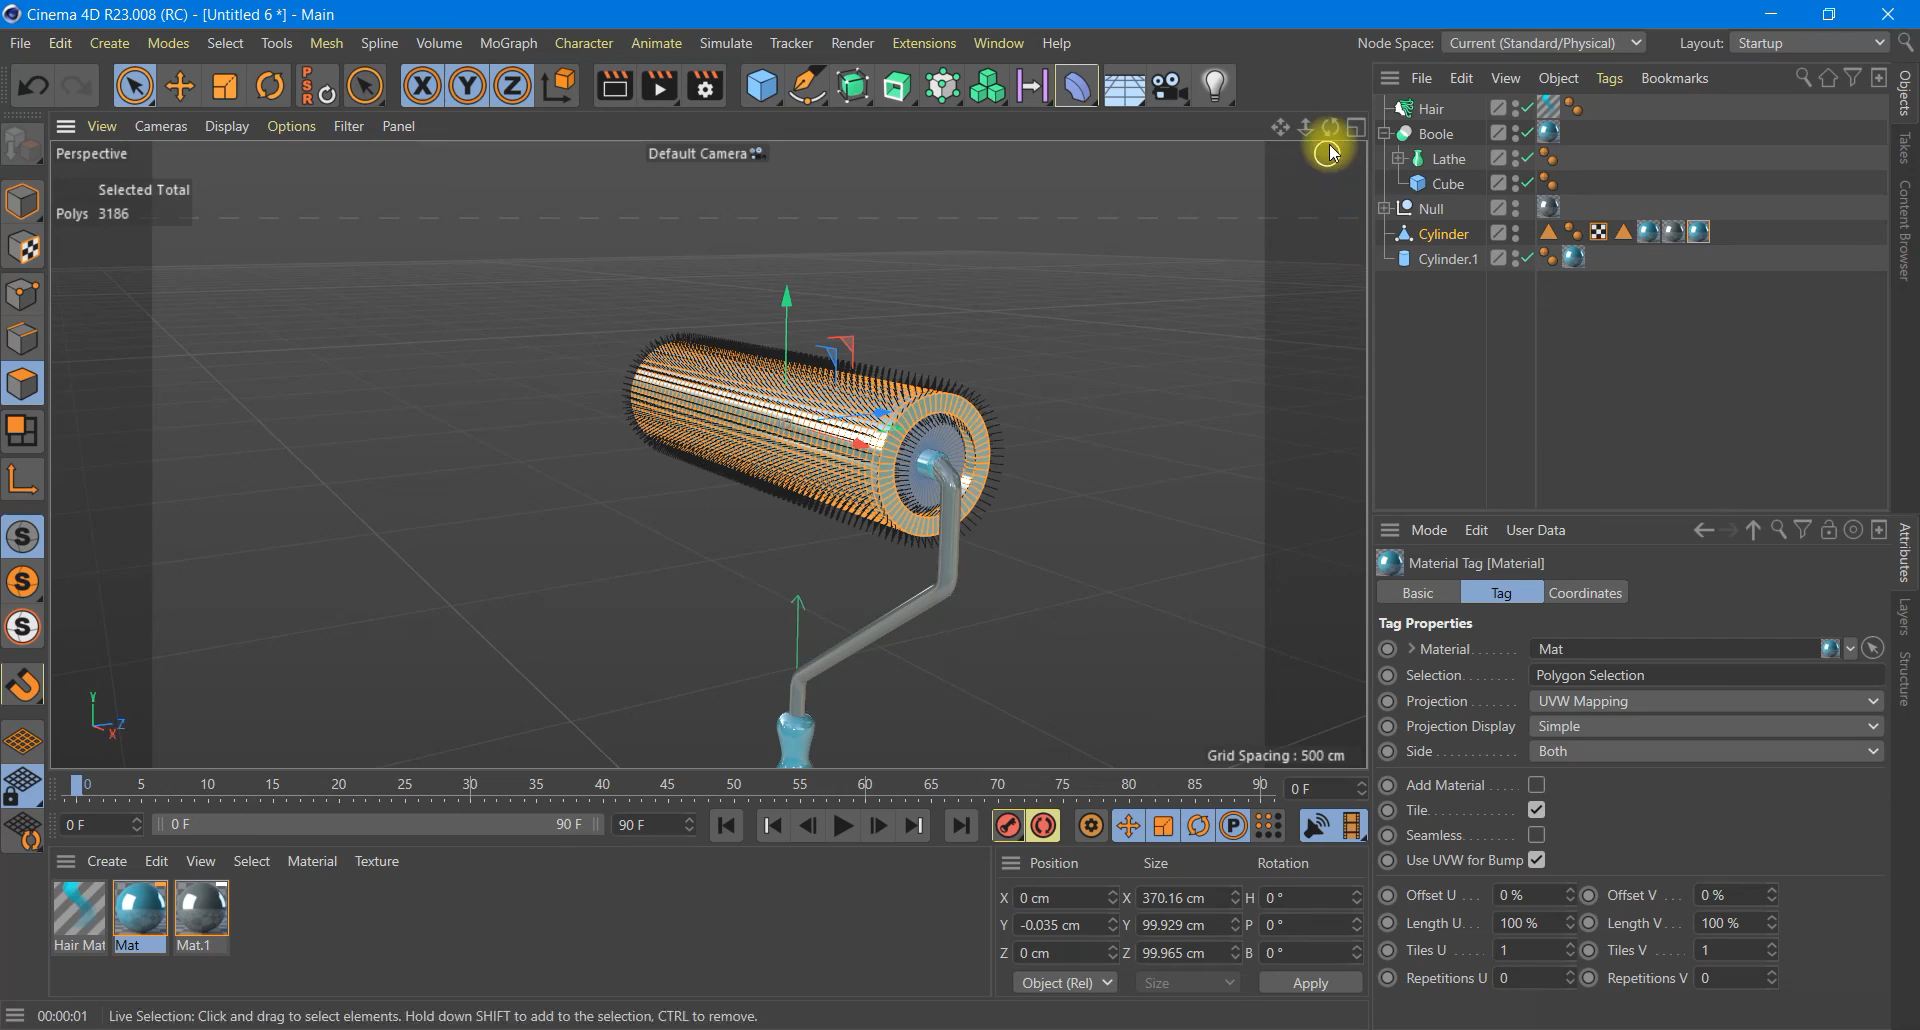 Cinema 4D R23.008 (RC) - [Untitled 6 *] - Main
File Edit Create Modes Select Tools Mesh Spline Volume MoGraph Character Animate Simulate Tracker Render Extensions Window Help
Node Space: Current (Standard/Physical) Layout: Startup
PSR X Y Z
File Edit View Object Tags Bookmarks
View Cameras Display Options Filter Panel
Perspective
Default Camera
Selected Total
Polys 3186
Hair
Boole
Lathe
Cube
Null
Cylinder
Cylinder.1
Objects
Takes
Content Browser
Y
Z
X
Grid Spacing : 500 cm
Mode Edit User Data
Material Tag [Material]
Basic Tag Coordinates
Tag Properties
Material....... Mat
Selection........ Polygon Selection
Projection ....... UVW Mapping
Projection Display Simple
Side ............. Both
Add Material .....
Tile.............
Seamless.......
Use UVW for Bump
Offset U . . . 0 % Offset V . . . 0 %
Length U. . . 100 % Length V. . . 100 %
Tiles U ..... 1 Tiles V ..... 1
Repetitions U 0 Repetitions V 0
Attributes
Layers
Structure
0 5 10 15 20 25 30 35 40 45 50 55 60 65 70 75 80 85 90 0 F
0 F 0 F 90 F 90 F
P
Create Edit View Select Material Texture
Hair Mat Mat Mat.1
Position Size Rotation
X 0 cm X 370.16 cm H 0 °
Y -0.035 cm Y 99.929 cm P 0 °
Z 0 cm Z 99.965 cm B 0 °
Object (Rel) Size Apply
00:00:01 Live Selection: Click and drag to select elements. Hold down SHIFT to add to the selection, CTRL to remove.